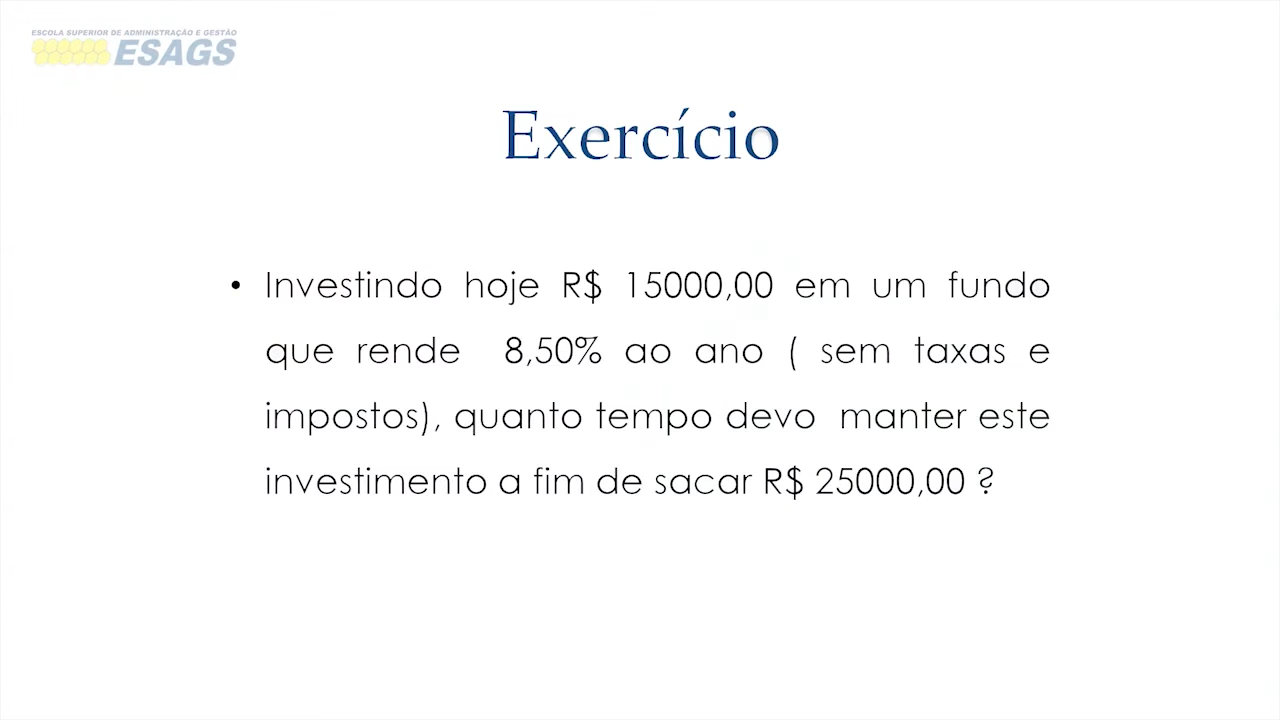 ESCOLA SUPERIOR DE ADMINISTRAÇÃO E GESTÃO
ESAGS
Exercício
• Investindo hoje R$ 15000,00 em um fundo
que rende 8,50% ao ano ( sem taxas e
impostos), quanto tempo devo manter este
investimento a fim de sacar R$ 25000,00 ?